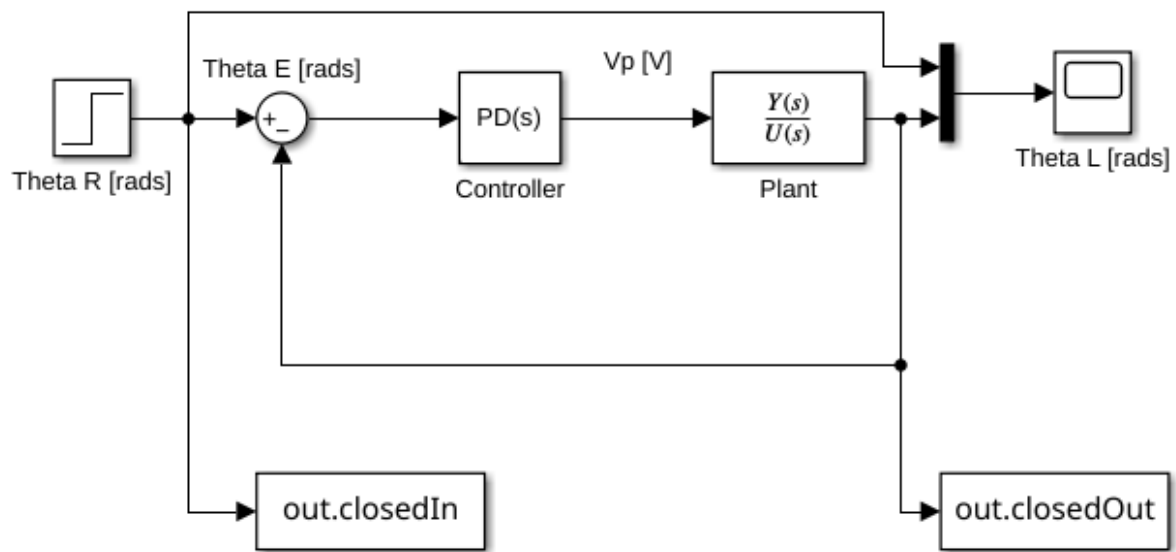 Theta E [rads]
Vp [V]
+
−
PD(s)
Y(s)
U(s)
Theta R [rads]
Controller
Plant
Theta L [rads]
out.closedIn
out.closedOut